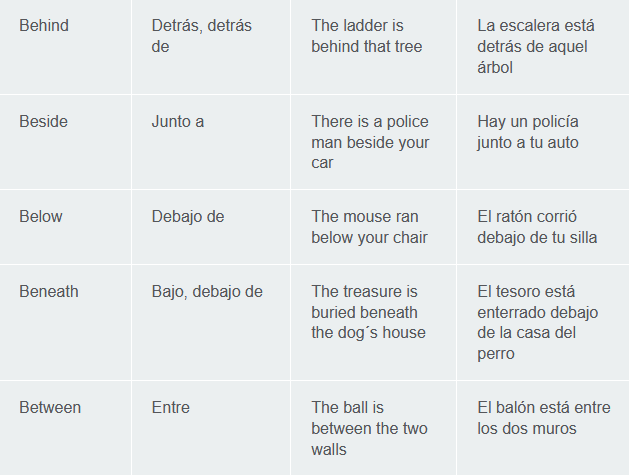 Behind
Detrás, detrás
de
The ladder is
behind that tree
La escalera está
detrás de aquel
árbol
Beside
Junto a
There is a police
man beside your
car
Hay un policía
junto a tu auto
Below
Debajo de
The mouse ran
below your chair
El ratón corrió
debajo de tu silla
Beneath
Bajo, debajo de
The treasure is
buried beneath
the dog´s house
El tesoro está
enterrado debajo
de la casa del
perro
Between
Entre
The ball is
between the two
walls
El balón está entre
los dos muros